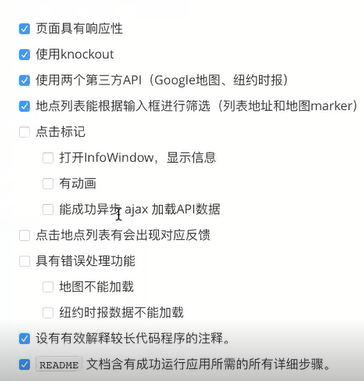 页面具有响应性
使用knockout
使用两个第三方API（Google地图、纽约时报）
地点列表能根据输入框进行筛选（列表地址和地图marker）
点击标记
打开InfoWindow，显示信息
有动画
能成功异步 ajax 加载API数据
点击地点列表有会出现对应反馈
具有错误处理功能
地图不能加载
纽约时报数据不能加载
设有有效解释较长代码程序的注释。
README 文档含有成功运行应用所需的所有详细步骤。